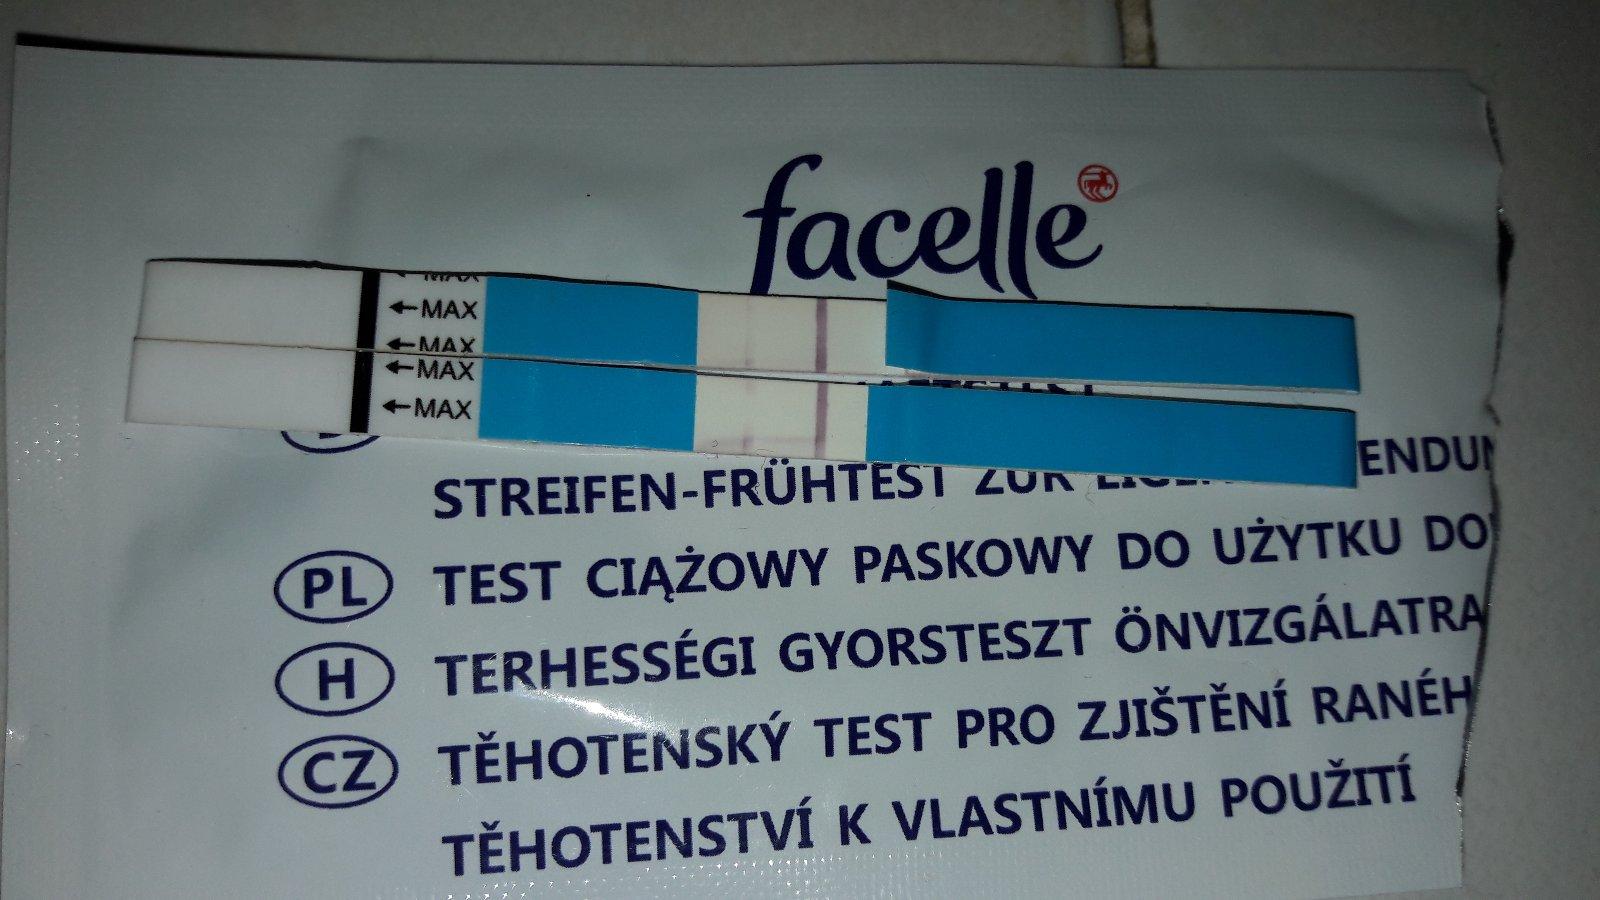 facelle
MAX
MAX
MAX
MAX
MAX
STREIFEN-FRÜHTEST ZUR
PL TEST CIĄŻOWY PASKOWY DO UŻYTKU
H TERHESSÉGI GYORSTESZT ÖNVIZGÁLATRA
CZ TĚHOTENSKÝ TEST PRO ZJIŠTĚNÍ RANÉH
TĚHOTENSTVÍ K VLASTNÍMU POUŽITÍ